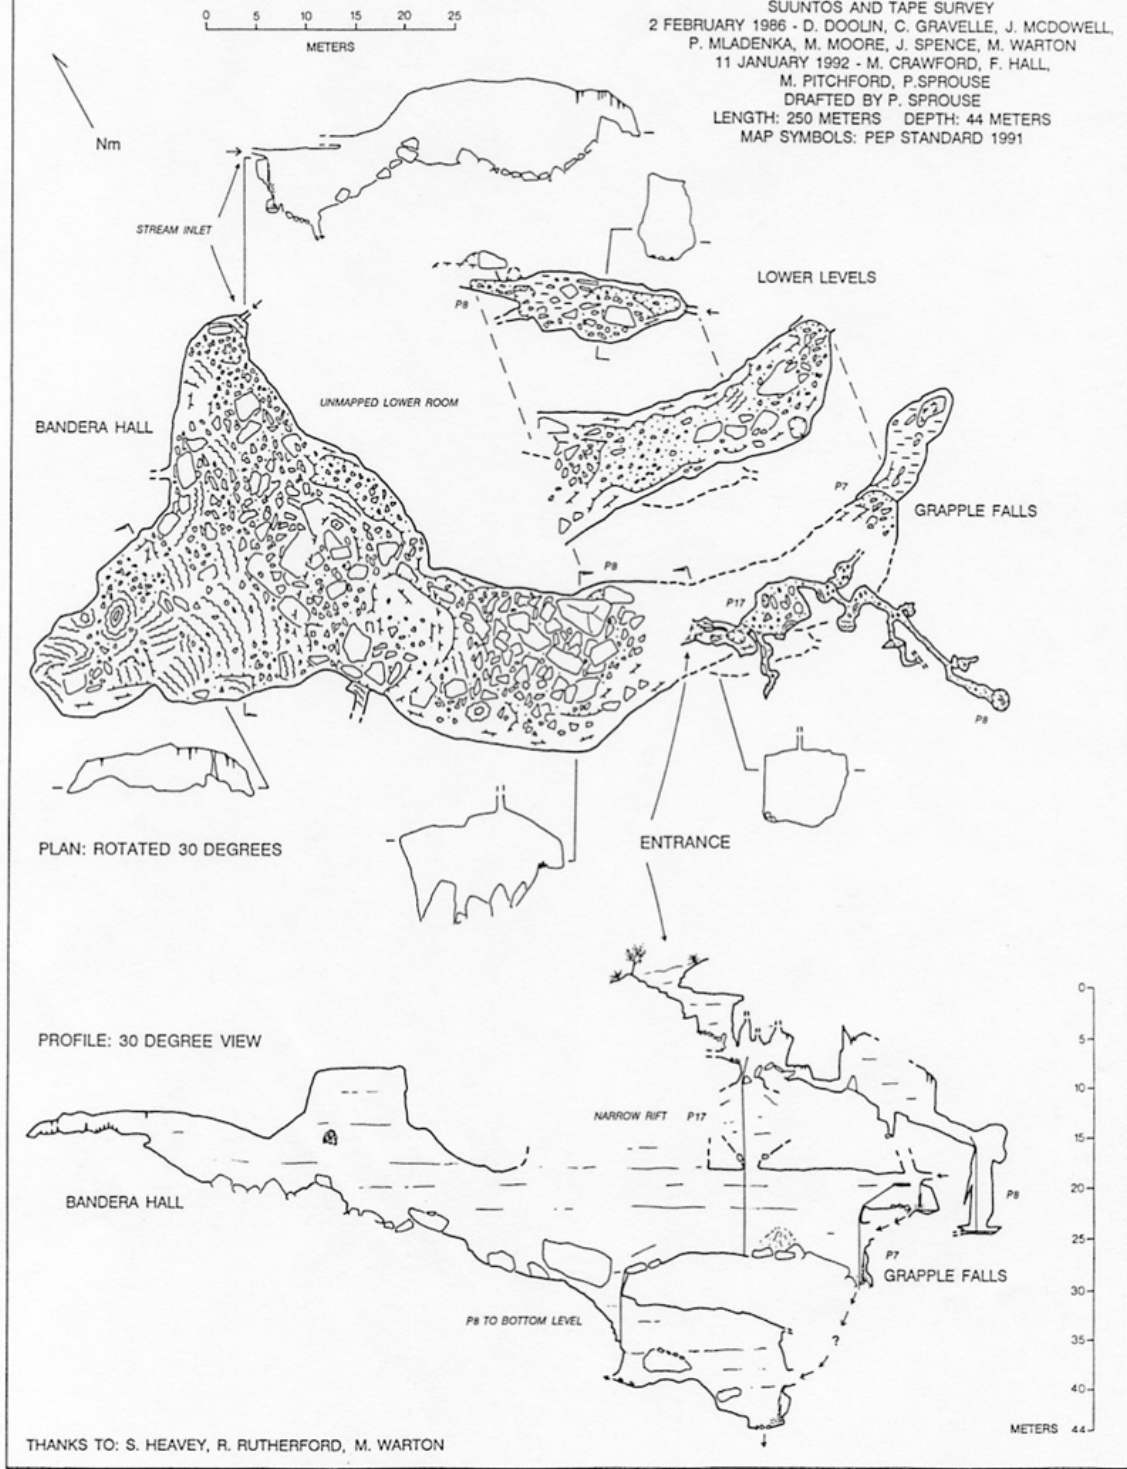 0 5 10 15 20 25
METERS
SUUNTOS AND TAPE SURVEY
2 FEBRUARY 1986 - D. DOOLIN, C. GRAVELLE, J. MCDOWELL,
P. MLADENKA, M. MOORE, J. SPENCE, M. WARTON
11 JANUARY 1992 - M. CRAWFORD, F. HALL,
M. PITCHFORD, P.SPROUSE
DRAFTED BY P. SPROUSE
LENGTH: 250 METERS DEPTH: 44 METERS
MAP SYMBOLS: PEP STANDARD 1991
Nm
STREAM INLET
LOWER LEVELS
P8
UNMAPPED LOWER ROOM
BANDERA HALL
P7
GRAPPLE FALLS
P8
P17
P8
ENTRANCE
PLAN: ROTATED 30 DEGREES
PROFILE: 30 DEGREE VIEW
0
5
10
NARROW RIFT P17
15
BANDERA HALL
P8
20
25
P7
GRAPPLE FALLS
30
P8 TO BOTTOM LEVEL
?
35
40
METERS 44
THANKS TO: S. HEAVEY, R. RUTHERFORD, M. WARTON